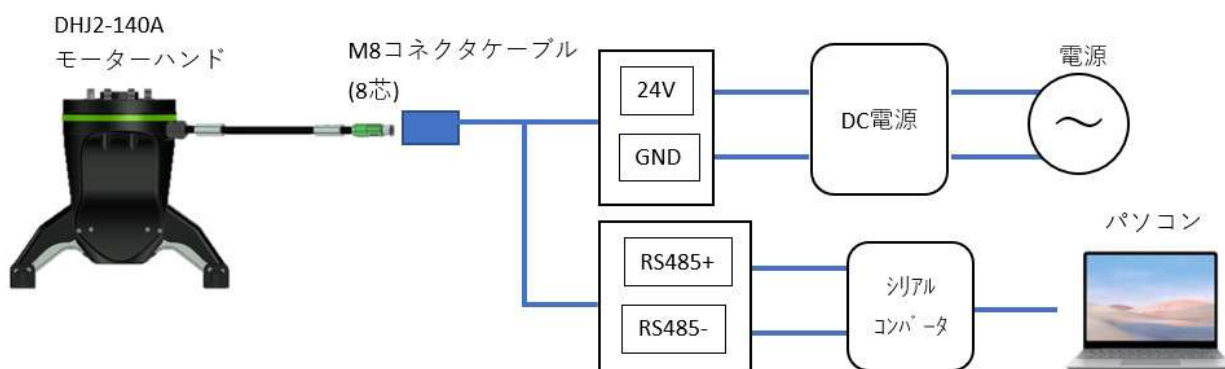 DHJ2-140A
モーターハンド
M8コネクタケーブル
(8芯)
24V
GND
DC電源
電源
～
RS485+
RS485-
シリアル
コンバータ
パソコン